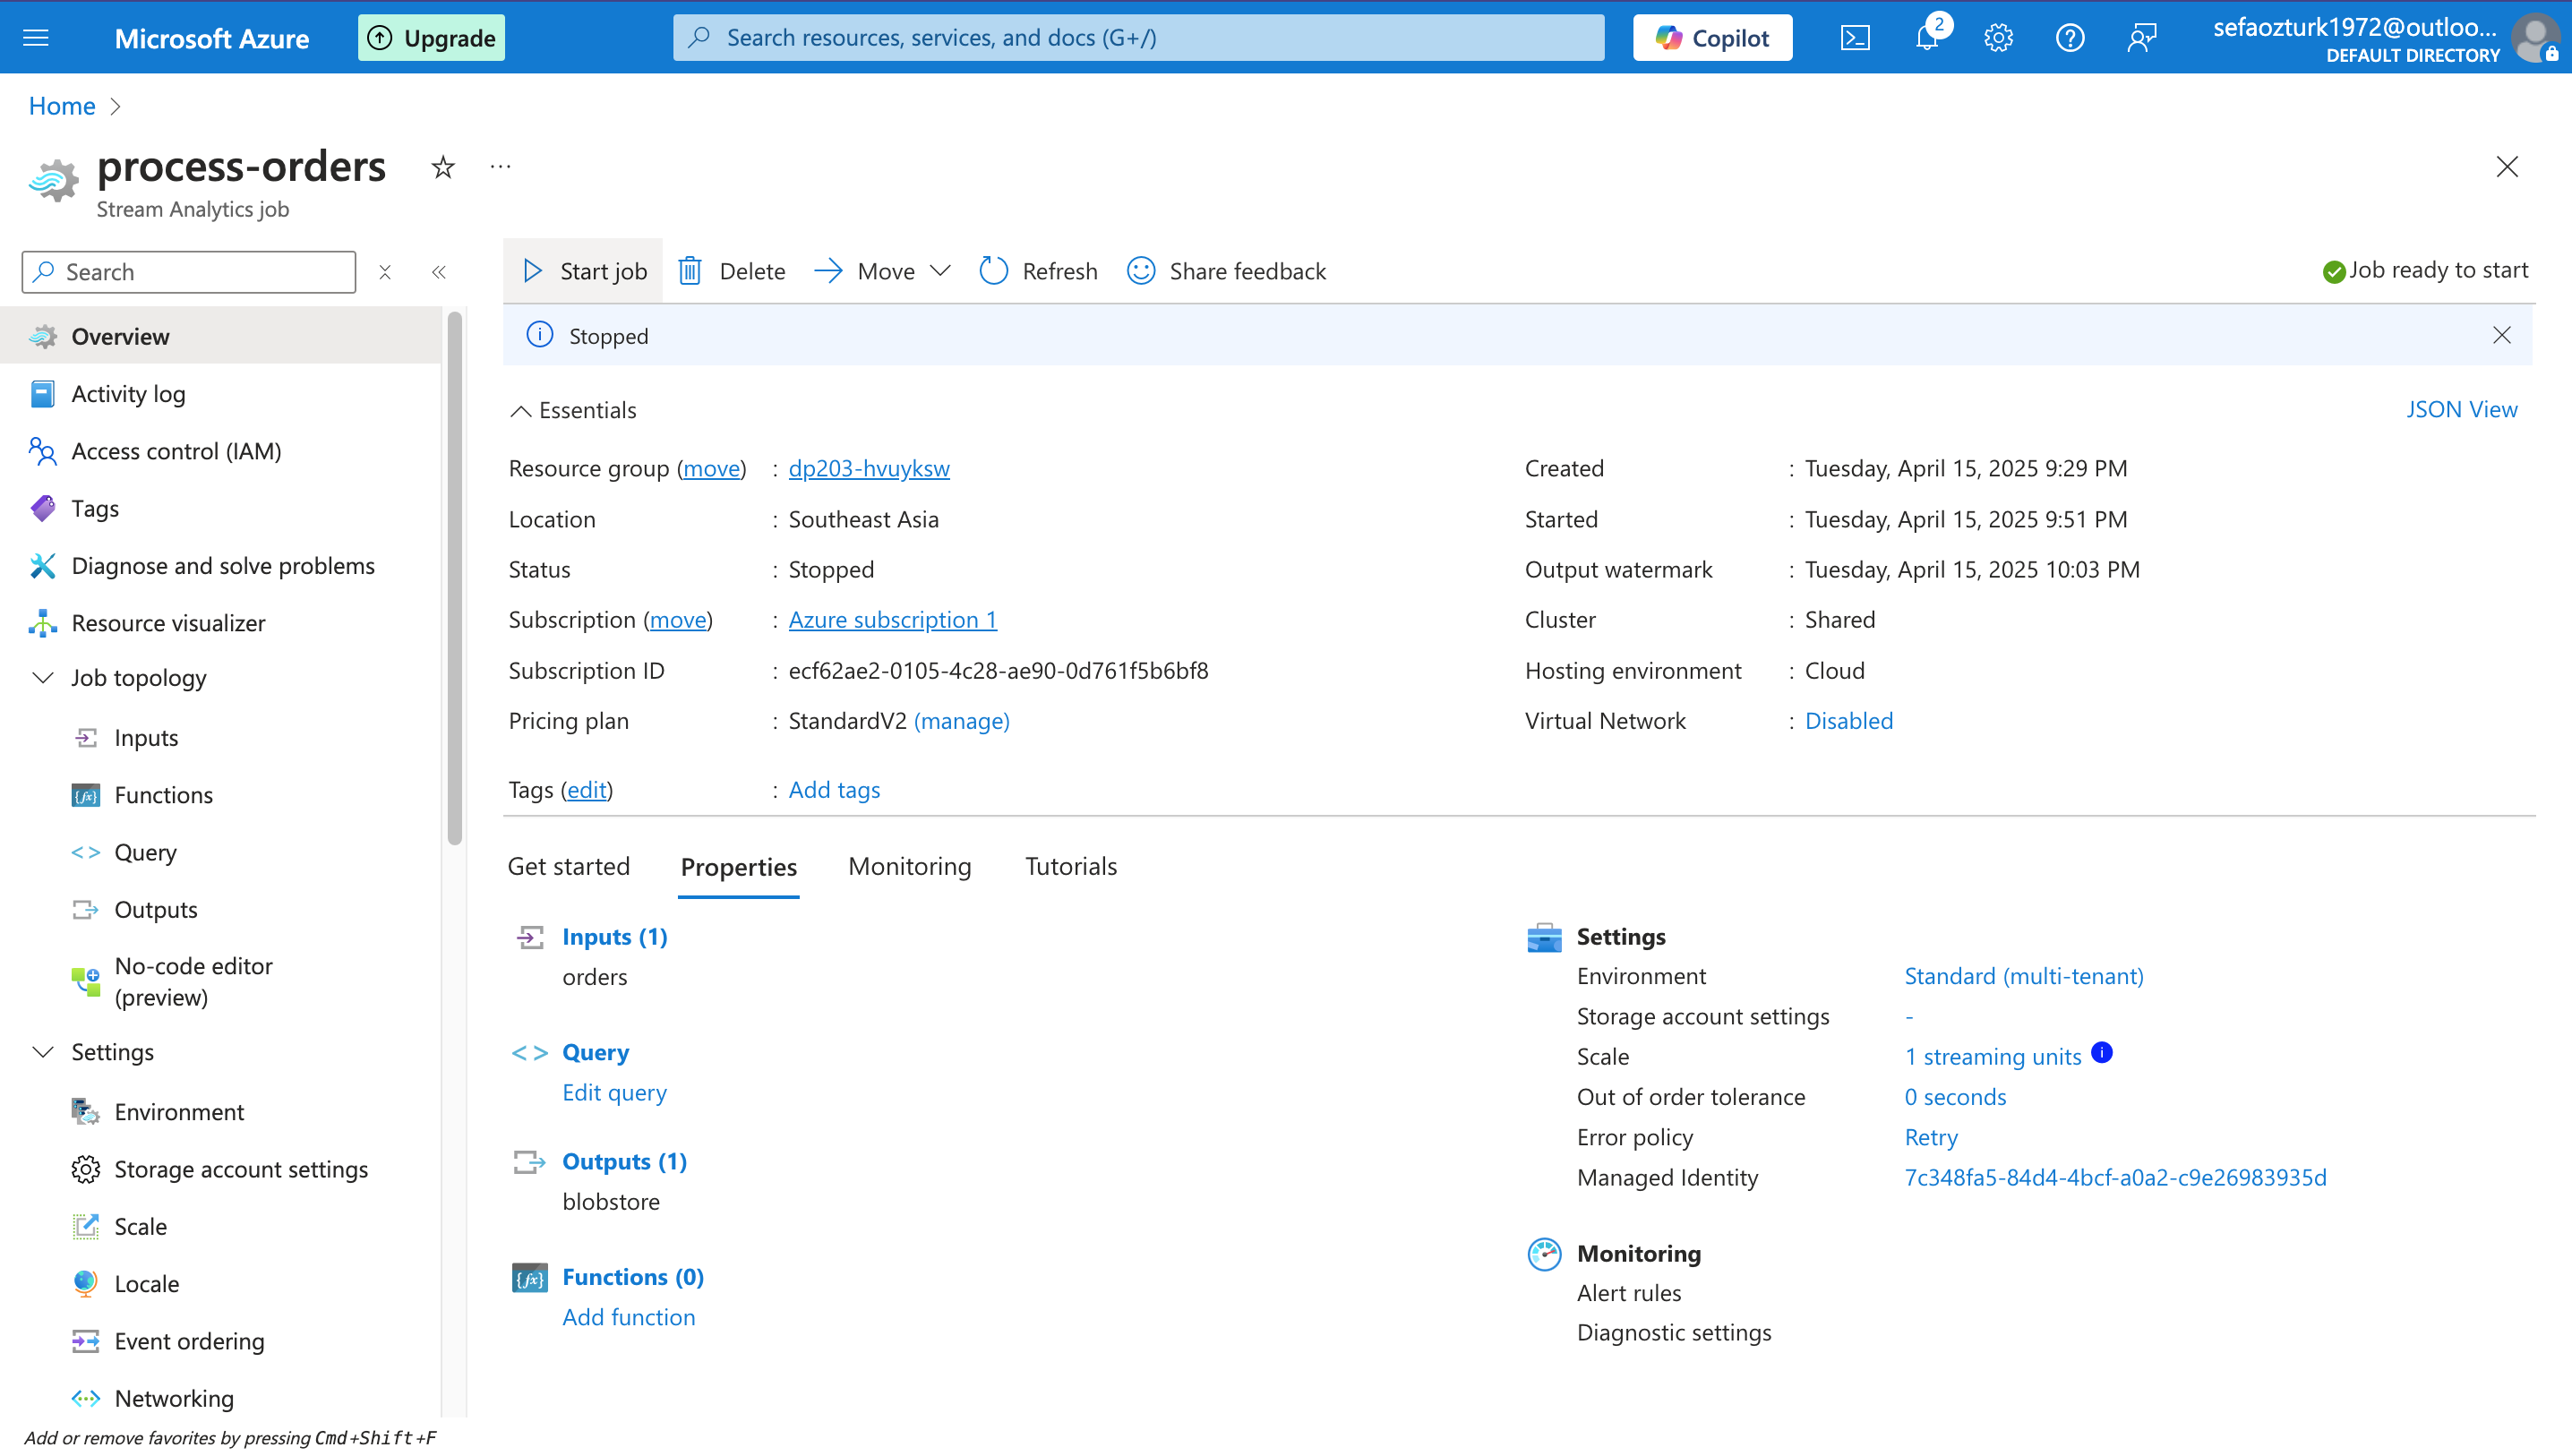 Microsoft Azure
Upgrade
Search resources, services, and docs (G+/)
Copilot
2
sefaozturk1972@outloo...
DEFAULT DIRECTORY
Home
process-orders
...
Stream Analytics job
Search
Start job
Delete
Move
Refresh
Share feedback
Job ready to start
Stopped
Overview
Activity log
Access control (IAM)
Tags
Diagnose and solve problems
Resource visualizer
Job topology
Inputs
Functions
Query
Outputs
No-code editor
(preview)
Settings
Environment
Storage account settings
Scale
Locale
Event ordering
Networking
Add or remove favorites by pressing Cmd+Shift+F
Essentials
JSON View
Resource group (move) : dp203-hvuyksw
Location : Southeast Asia
Status : Stopped
Subscription (move) : Azure subscription 1
Subscription ID : ecf62ae2-0105-4c28-ae90-0d761f5b6bf8
Pricing plan : StandardV2 (manage)
Created : Tuesday, April 15, 2025 9:29 PM
Started : Tuesday, April 15, 2025 9:51 PM
Output watermark : Tuesday, April 15, 2025 10:03 PM
Cluster : Shared
Hosting environment : Cloud
Virtual Network : Disabled
Tags (edit) : Add tags
Get started
Properties
Monitoring
Tutorials
Inputs (1)
orders
Query
Edit query
Outputs (1)
blobstore
Functions (0)
Add function
Settings
Environment Standard (multi-tenant)
Storage account settings -
Scale 1 streaming units
Out of order tolerance 0 seconds
Error policy Retry
Managed Identity 7c348fa5-84d4-4bcf-a0a2-c9e26983935d
Monitoring
Alert rules
Diagnostic settings